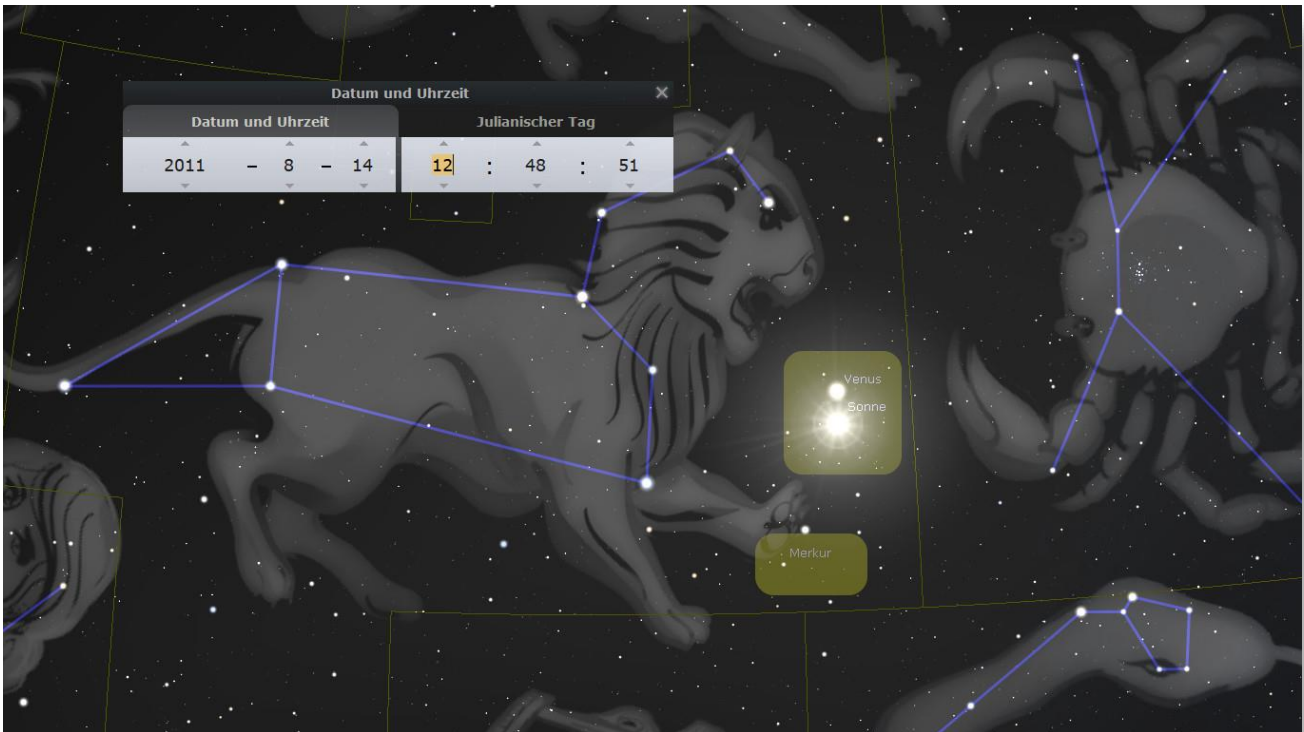 Datum und Uhrzeit
Datum und Uhrzeit Julianischer Tag
2011 – 8 – 14 12 : 48 : 51
Venus
Sonne
Merkur